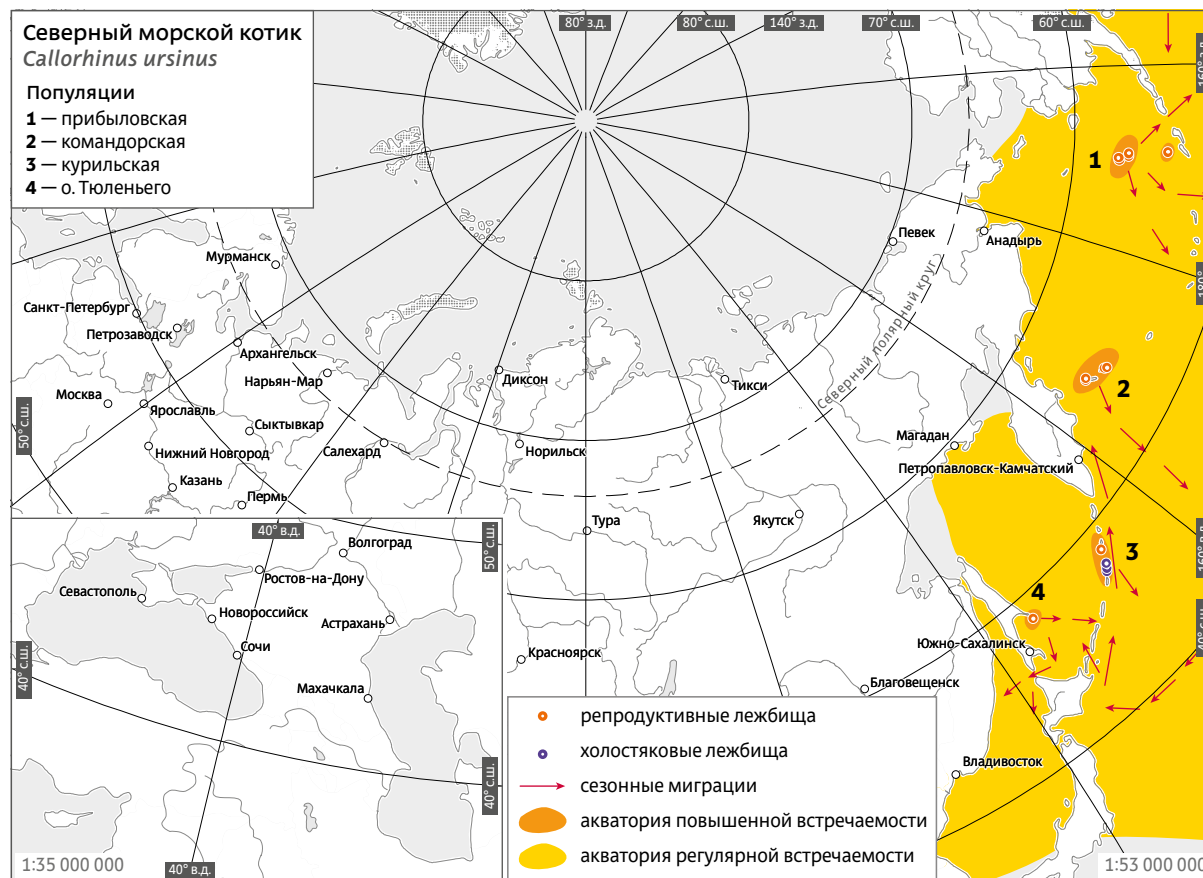 Северный морской котик
Callorhinus ursinus
Популяции
1 — прибыловская
2 — командорская
3 — курильская
4 — о. Тюленьего
80° з.д.
80° с.ш.
140° з.д.
70° с.ш.
60° с.ш.
160° з.д.
180°
160° в.д.
40° с.ш.
50° с.ш.
1
2
3
4
Певек
Анадырь
Северный полярный круг
Мурманск
Санкт-Петербург
Петрозаводск
Архангельск
Нарьян-Мар
Диксон
Тикси
Москва
Ярославль
Сыктывкар
Нижний Новгород
Салехард
Норильск
Магадан
Петропавловск-Камчатский
Казань
Пермь
Тура
Якутск
Южно-Сахалинск
Красноярск
Благовещенск
Владивосток
40° в.д.
50° с.ш.
Волгоград
Ростов-на-Дону
Севастополь
Новороссийск
Астрахань
Сочи
Махачкала
40° с.ш.
40° с.ш.
40° в.д.
1:35 000 000
репродуктивные лежбища
холостяковые лежбища
сезонные миграции
акватория повышенной встречаемости
акватория регулярной встречаемости
1:53 000 000